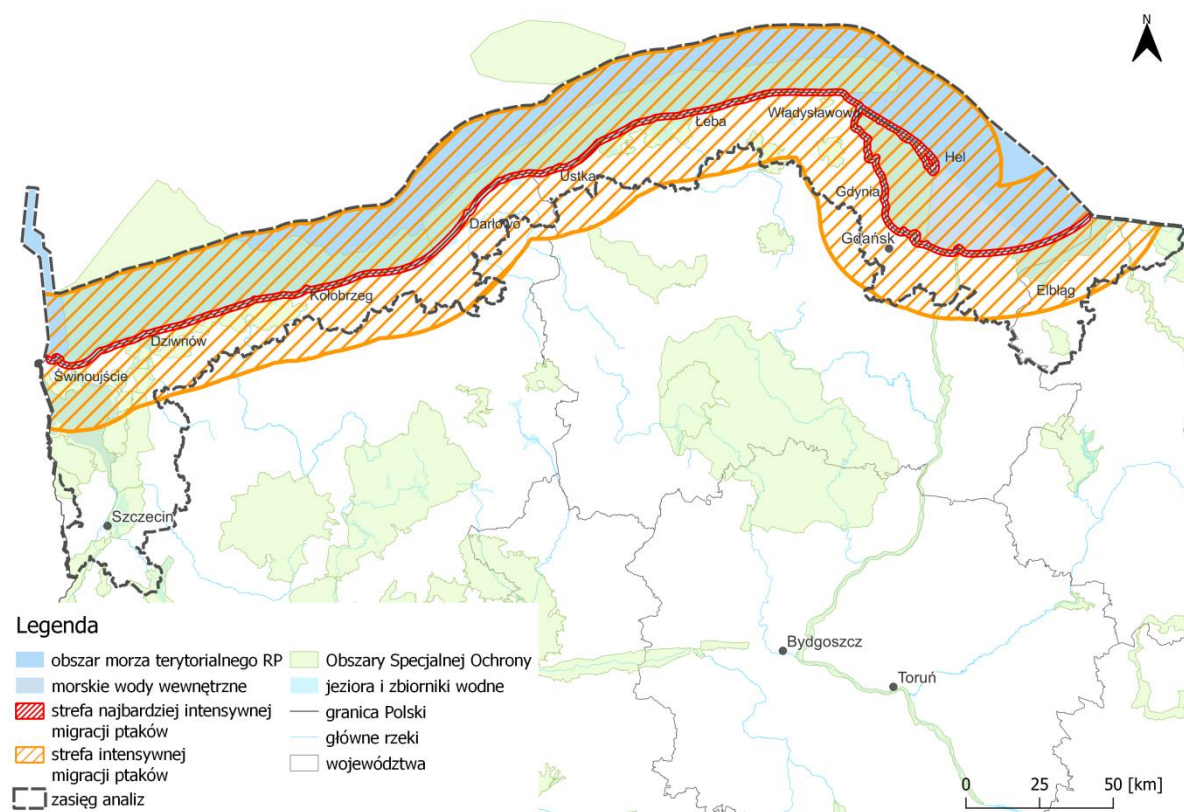 N
Władysławowo
Łeba
Hel
Ustka
Gdynia
Darłowo
Gdańsk
Kołobrzeg
Elbląg
Dziwnów
Świnoujście
Szczecin
Bydgoszcz
Toruń
Legenda
obszar morza terytorialnego RP
morskie wody wewnętrzne
strefa najbardziej intensywnej
migracji ptaków
strefa intensywnej
migracji ptaków
zasięg analiz
Obszary Specjalnej Ochrony
jeziora i zbiorniki wodne
granica Polski
główne rzeki
województwa
0 25 50 [km]